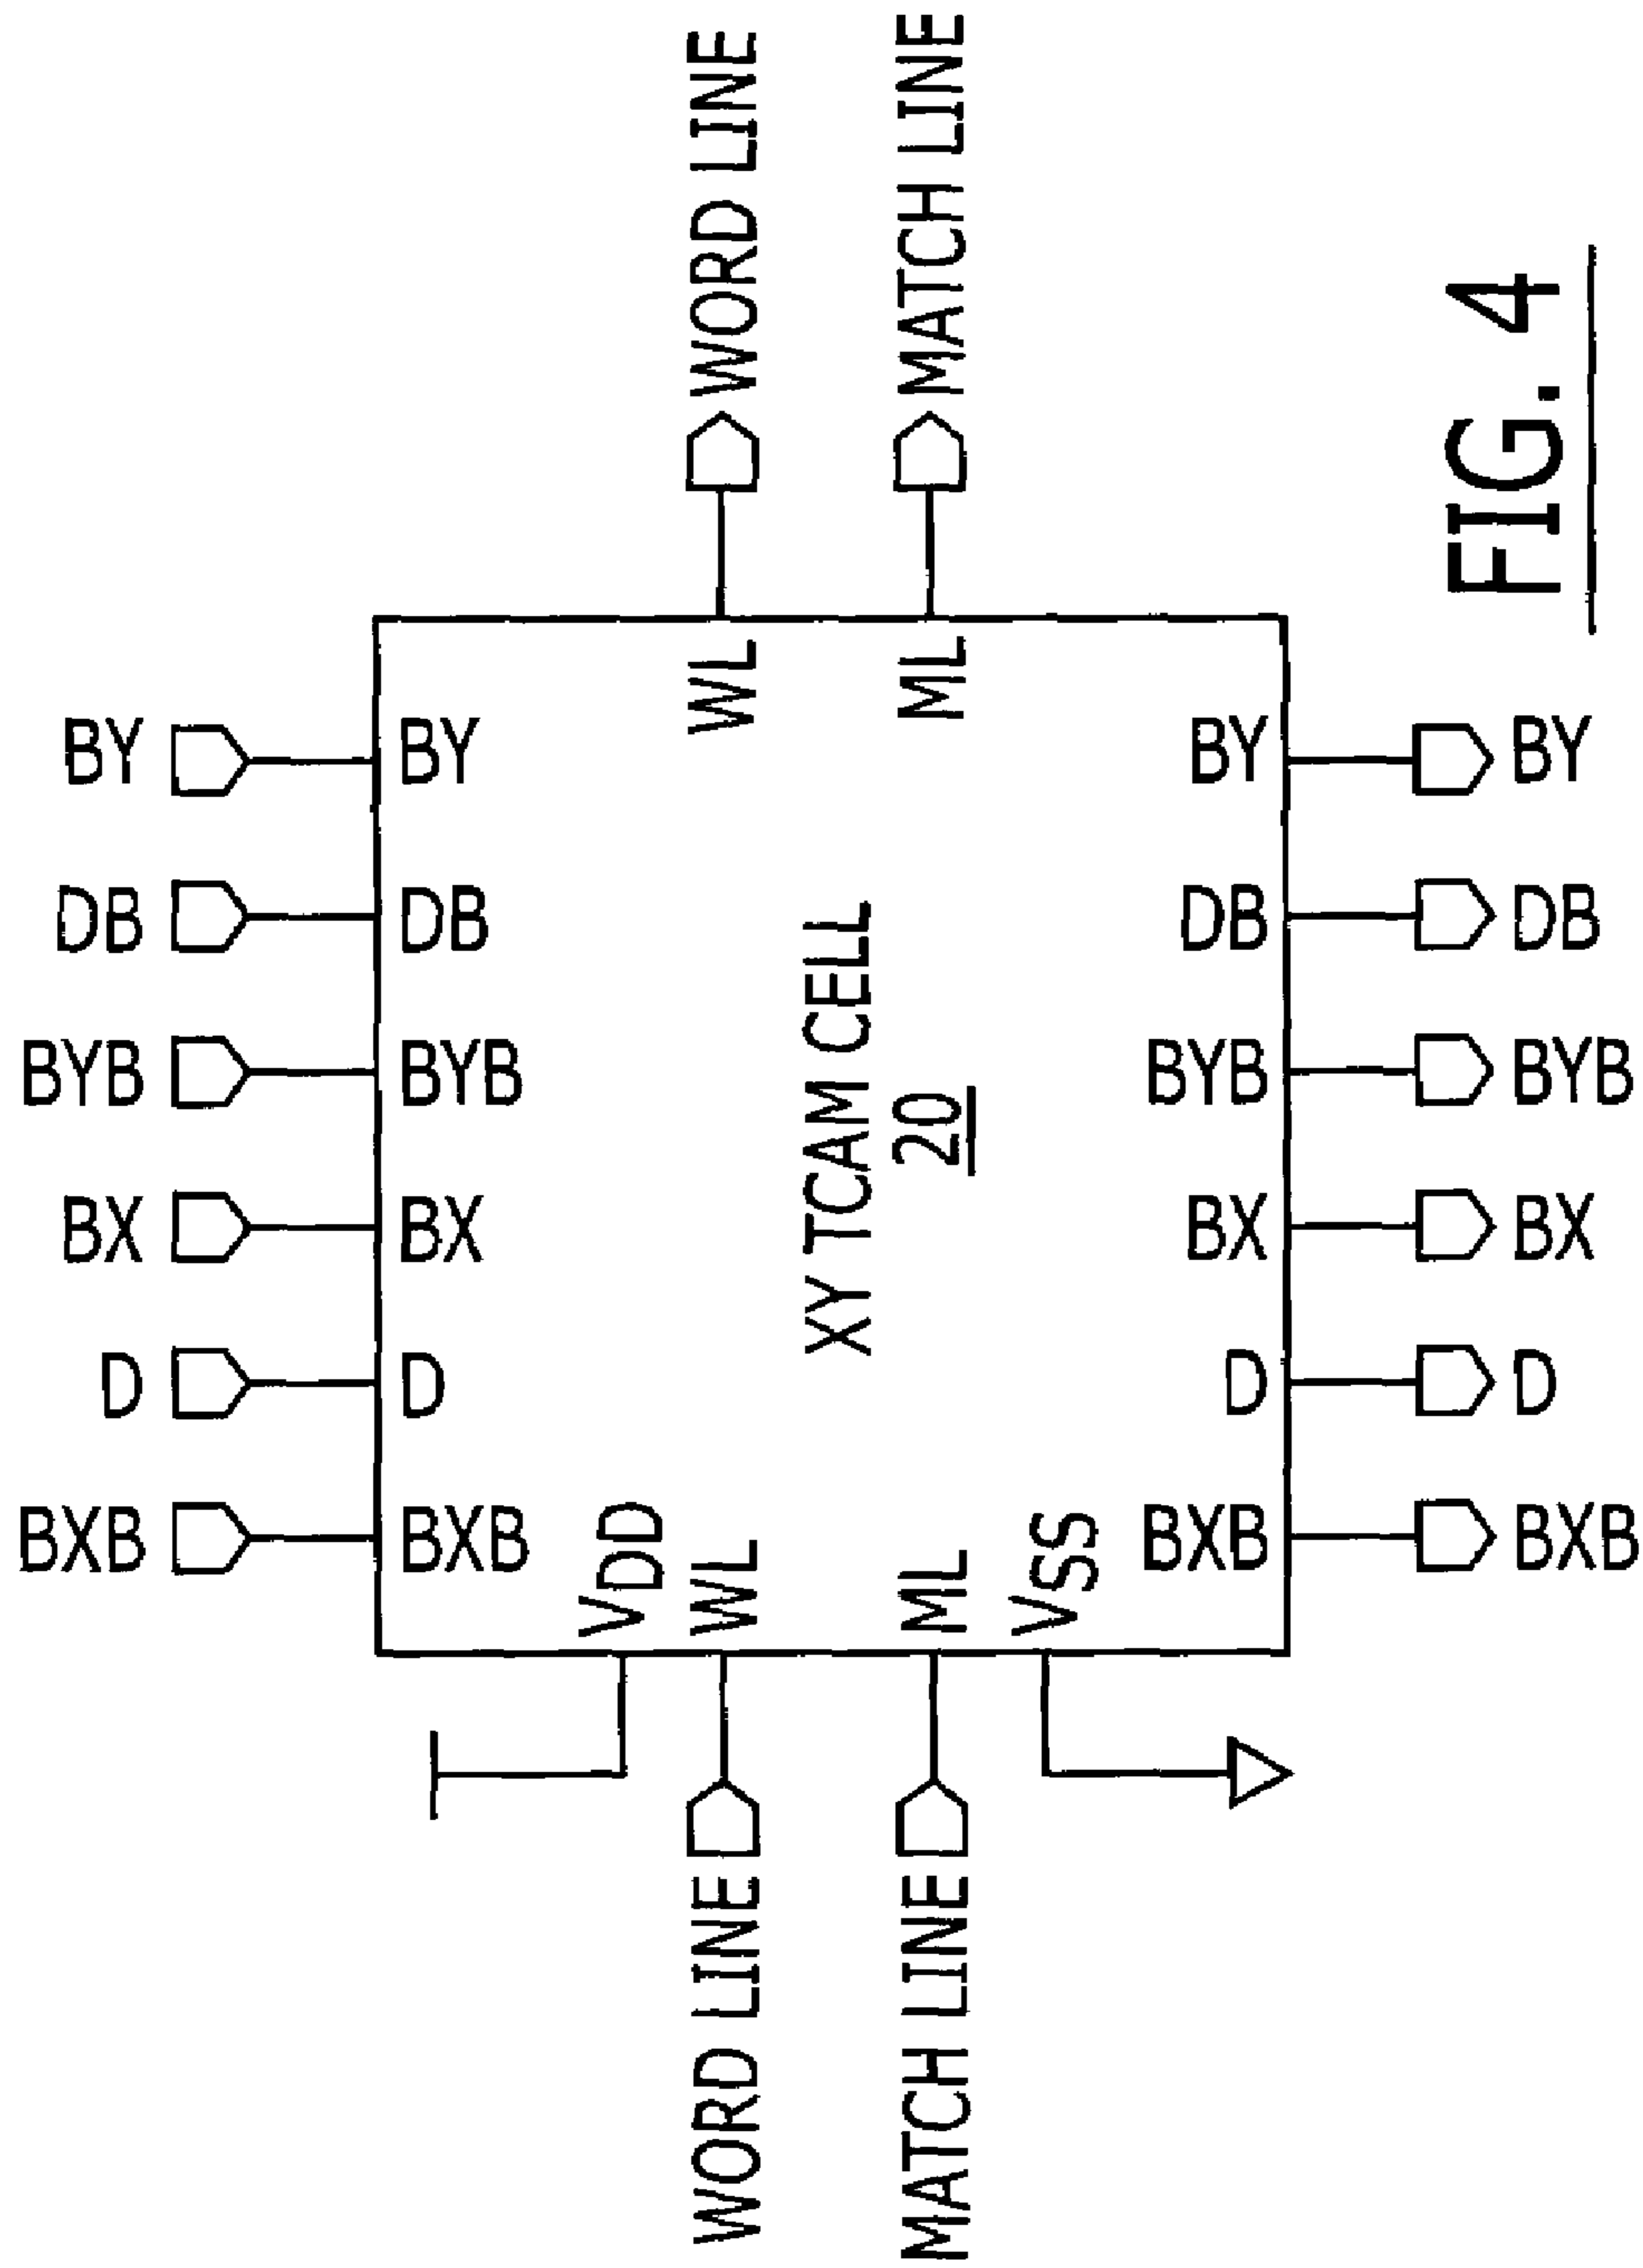 BXB
D
BX
BYB
DB
BY
BXB
D
BX
BYB
DB
BY
VDD
WORD LINE
WL
WL
WORD LINE
XY TCAM CELL
20
MATCH LINE
ML
ML
MATCH LINE
VSS
BXB
D
BX
BYB
DB
BY
BXB
D
BX
BYB
DB
BY
FIG. 4